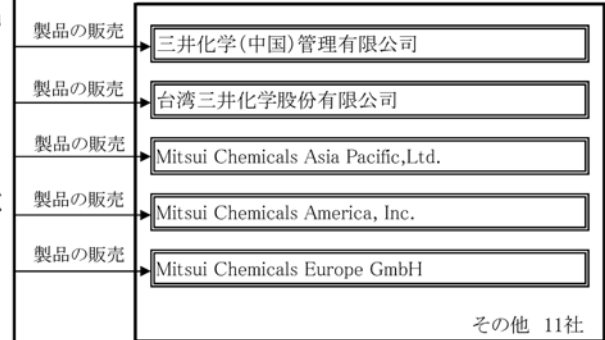 製品の販売
三井化学(中国)管理有限公司
製品の販売
台湾三井化学股份有限公司
製品の販売
Mitsui Chemicals Asia Pacific,Ltd.
製品の販売
Mitsui Chemicals America, Inc.
製品の販売
Mitsui Chemicals Europe GmbH
その他 11社